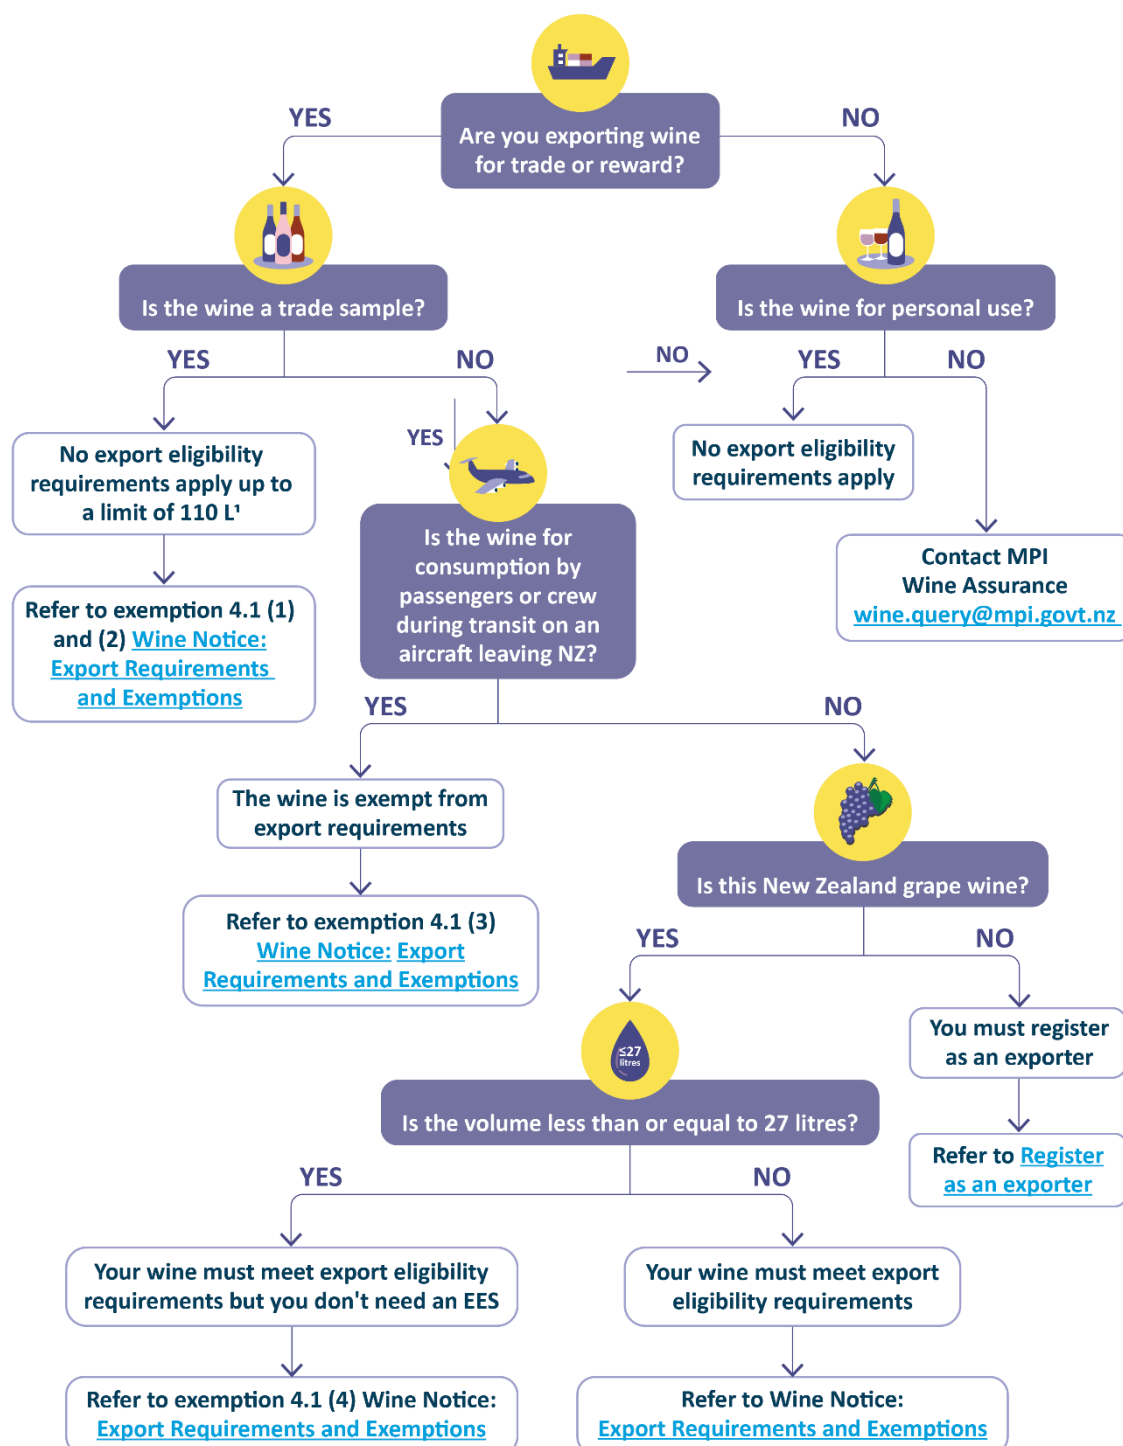 YES
NO
Are you exporting wine
for trade or reward?
Is the wine a trade sample?
Is the wine for personal use?
YES
NO
NO
YES
NO
No export eligibility
requirements apply up to
a limit of 110 L¹
YES
No export eligibility
requirements apply
Refer to exemption 4.1 (1)
and (2) Wine Notice:
Export Requirements
and Exemptions
Is the wine for
consumption by
passengers or crew
during transit on an
aircraft leaving NZ?
Contact MPI
Wine Assurance
wine.query@mpi.govt.nz
YES
NO
The wine is exempt from
export requirements
Is this New Zealand grape wine?
Refer to exemption 4.1 (3)
Wine Notice: Export
Requirements and Exemptions
YES
NO
You must register
as an exporter
≤27
litres
Is the volume less than or equal to 27 litres?
Refer to Register
as an exporter
YES
NO
Your wine must meet export eligibility
requirements but you don't need an EES
Your wine must meet export
eligibility requirements
Refer to exemption 4.1 (4) Wine Notice:
Export Requirements and Exemptions
Refer to Wine Notice:
Export Requirements and Exemptions